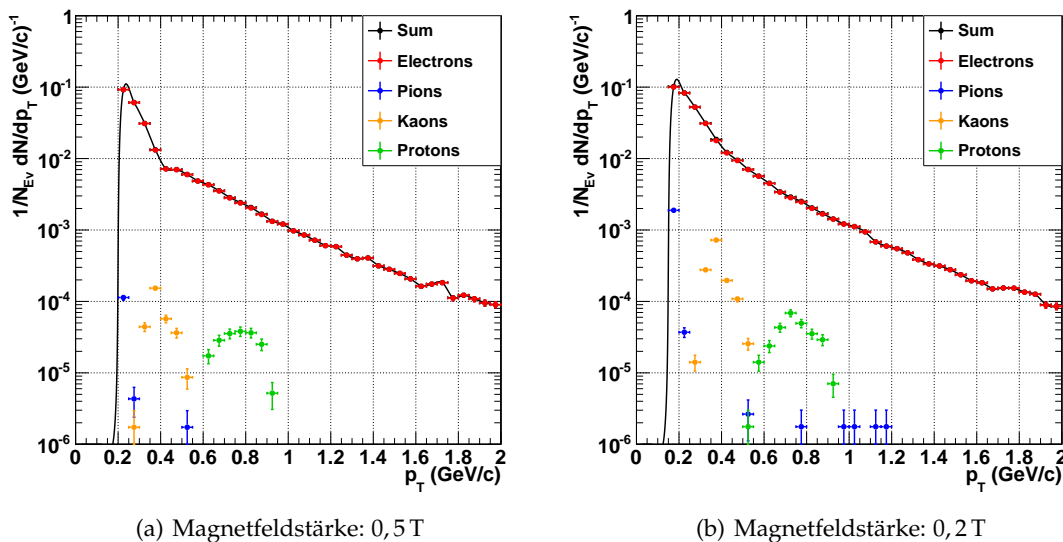 1/N_Ev dN/dp_T (GeV/c)^-1
1
10^-1
10^-2
10^-3
10^-4
10^-5
10^-6
Sum
Electrons
Pions
Kaons
Protons
0 0.2 0.4 0.6 0.8 1 1.2 1.4 1.6 1.8 2
p_T (GeV/c)
(a) Magnetfeldstärke: 0,5 T
1/N_Ev dN/dp_T (GeV/c)^-1
1
10^-1
10^-2
10^-3
10^-4
10^-5
10^-6
Sum
Electrons
Pions
Kaons
Protons
0 0.2 0.4 0.6 0.8 1 1.2 1.4 1.6 1.8 2
p_T (GeV/c)
(b) Magnetfeldstärke: 0,2 T